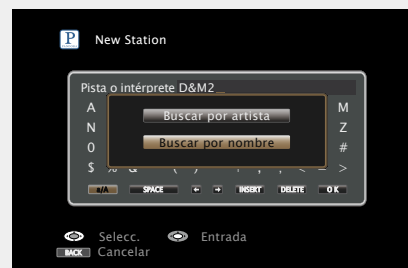 P New Station
Pista o intérprete D&M2_
A M
Buscar por artista
N Z
Buscar por nombre
0 #
$ % & ( ) < = >
a/A SPACE ← → INSERT DELETE OK
Selecc. Entrada
BACK Cancelar